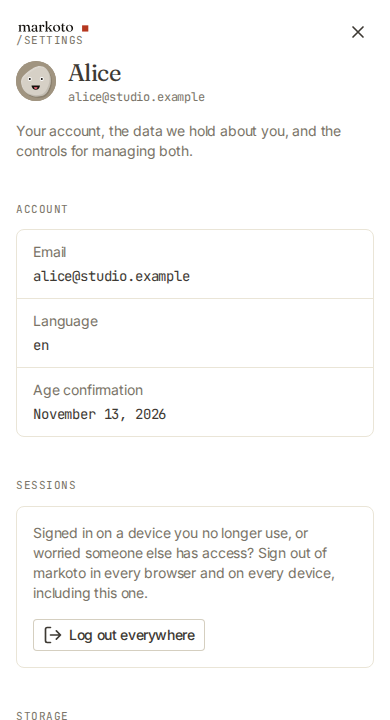 markoto
/SETTINGS
Alice
alice@studio.example
Your account, the data we hold about you, and the
controls for managing both.
ACCOUNT
Email
alice@studio.example
Language
en
Age confirmation
November 13, 2026
SESSIONS
Signed in on a device you no longer use, or
worried someone else has access? Sign out of
markoto in every browser and on every device,
including this one.
Log out everywhere
STORAGE